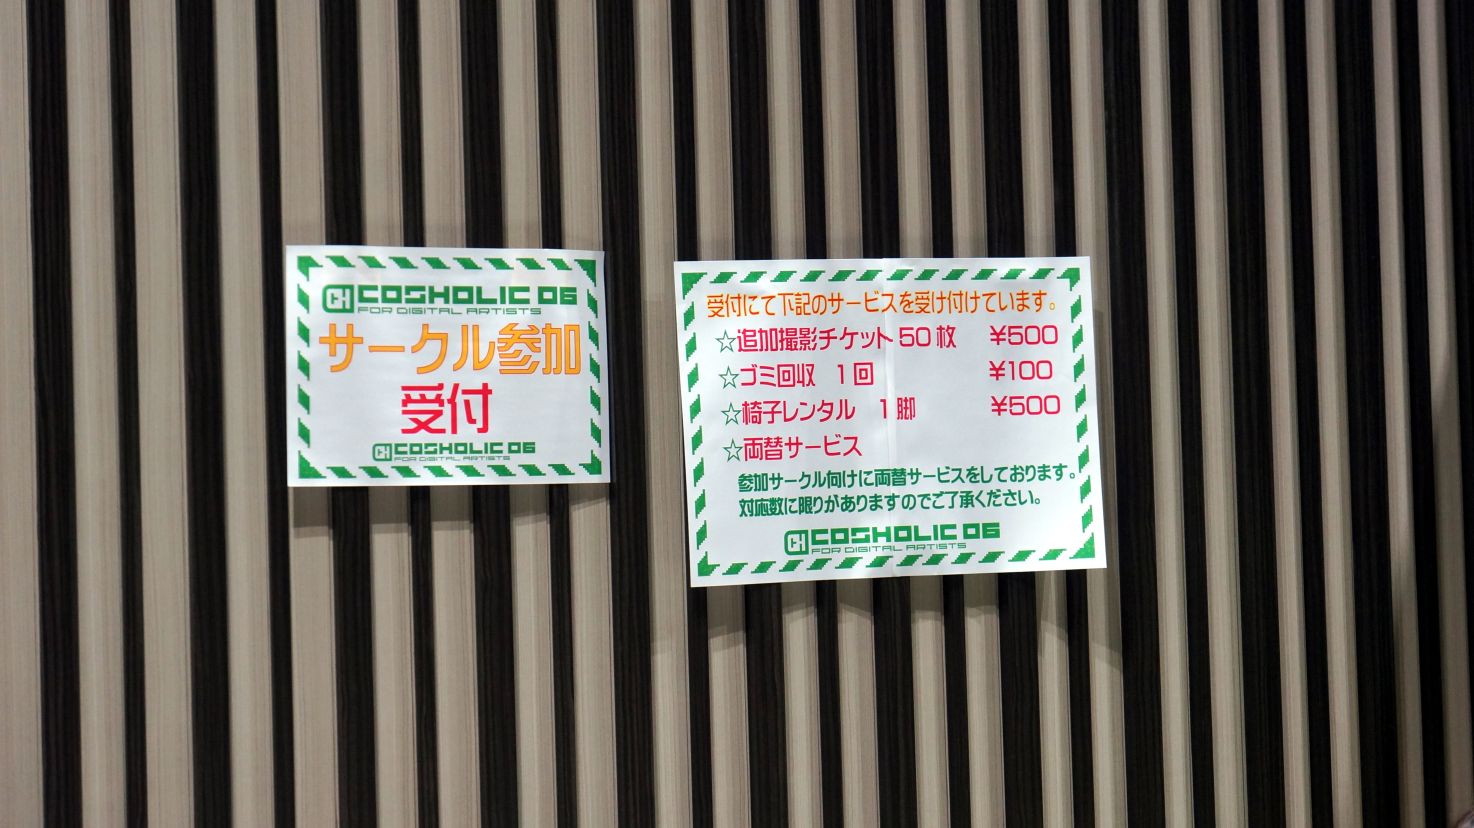 COSHOLIC 06
FOR DIGITAL ARTISTS
サークル参加
受付
COSHOLIC 06
FOR DIGITAL ARTISTS
受付にて下記のサービスを受け付けています。
☆追加撮影チケット 50 枚 ¥500
☆ゴミ回収 1 回 ¥100
☆椅子レンタル 1 脚 ¥500
☆両替サービス
参加サークル向けに両替サービスをしております。
対応数に限りがありますのでご了承ください。
COSHOLIC 06
FOR DIGITAL ARTISTS